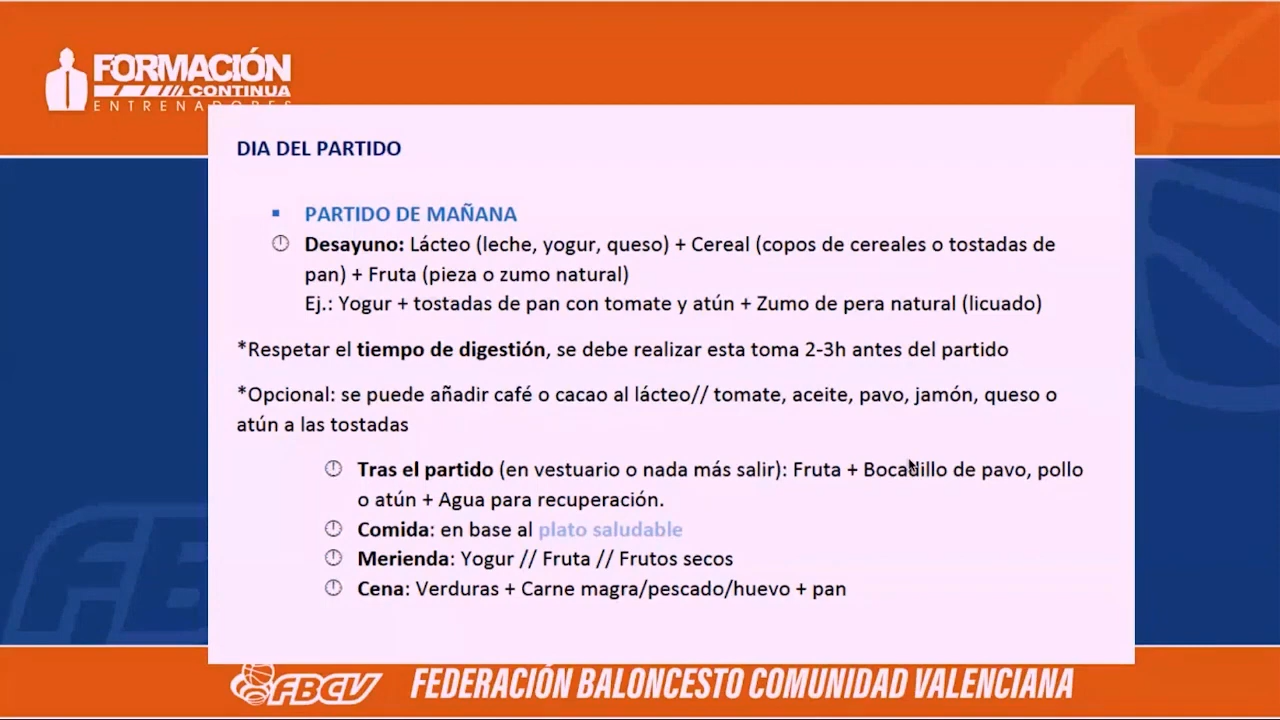 FORMACIÓN
CONTINUA
ENTRENADORES
DIA DEL PARTIDO
▪ PARTIDO DE MAÑANA
Desayuno: Lácteo (leche, yogur, queso) + Cereal (copos de cereales o tostadas de
pan) + Fruta (pieza o zumo natural)
Ej.: Yogur + tostadas de pan con tomate y atún + Zumo de pera natural (licuado)
*Respetar el tiempo de digestión, se debe realizar esta toma 2-3h antes del partido
*Opcional: se puede añadir café o cacao al lácteo// tomate, aceite, pavo, jamón, queso o
atún a las tostadas
Tras el partido (en vestuario o nada más salir): Fruta + Bocadillo de pavo, pollo
o atún + Agua para recuperación.
Comida: en base al plato saludable
Merienda: Yogur // Fruta // Frutos secos
Cena: Verduras + Carne magra/pescado/huevo + pan
FBCV FEDERACIÓN BALONCESTO COMUNIDAD VALENCIANA